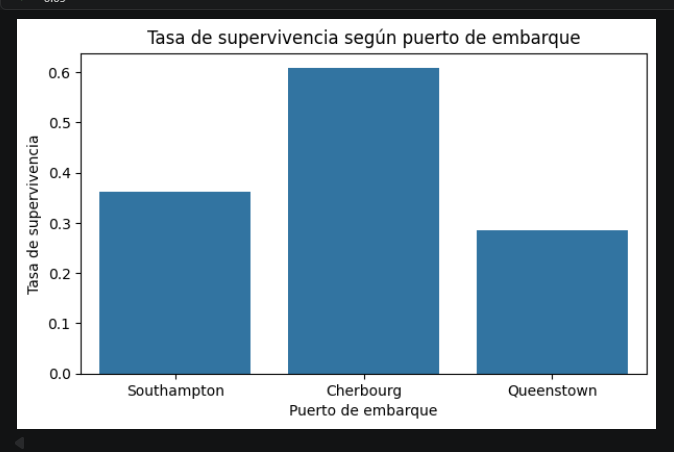 Tasa de supervivencia según puerto de embarque
0.6
0.5
0.4
0.3
0.2
0.1
0.0
Tasa de supervivencia
Southampton Cherbourg Queenstown
Puerto de embarque